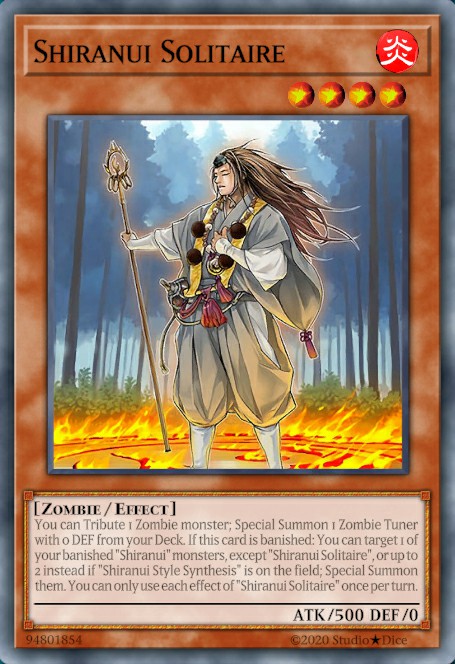 SHIRANUI SOLITAIRE
炎
[ZOMBIE / EFFECT]
You can Tribute 1 Zombie monster; Special Summon 1 Zombie Tuner
with 0 DEF from your Deck. If this card is banished: You can target 1 of
your banished "Shiranui" monsters, except "Shiranui Solitaire", or up to
2 instead if "Shiranui Style Synthesis" is on the field; Special Summon
them. You can only use each effect of "Shiranui Solitaire" once per turn.
ATK/500 DEF/0
94801854 ©2020 Studio★Dice